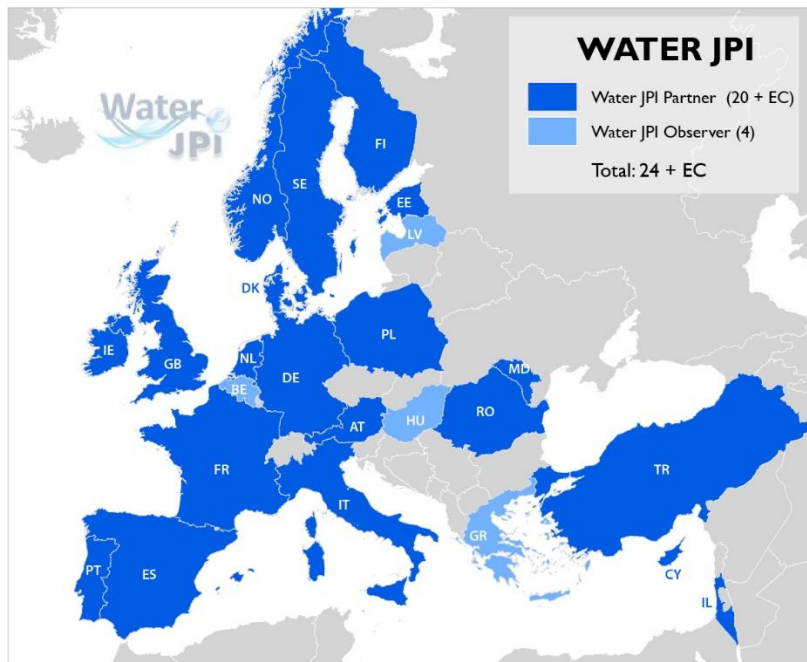 WATER JPI
Water JPI Partner (20 + EC)
Water JPI Observer (4)
Total: 24 + EC
Water
JPI
FI
SE
NO
EE
LV
DK
PL
IE
GB
NL
DE
BE
MD
RO
AT
HU
FR
TR
IT
GR
PT
ES
CY
IL